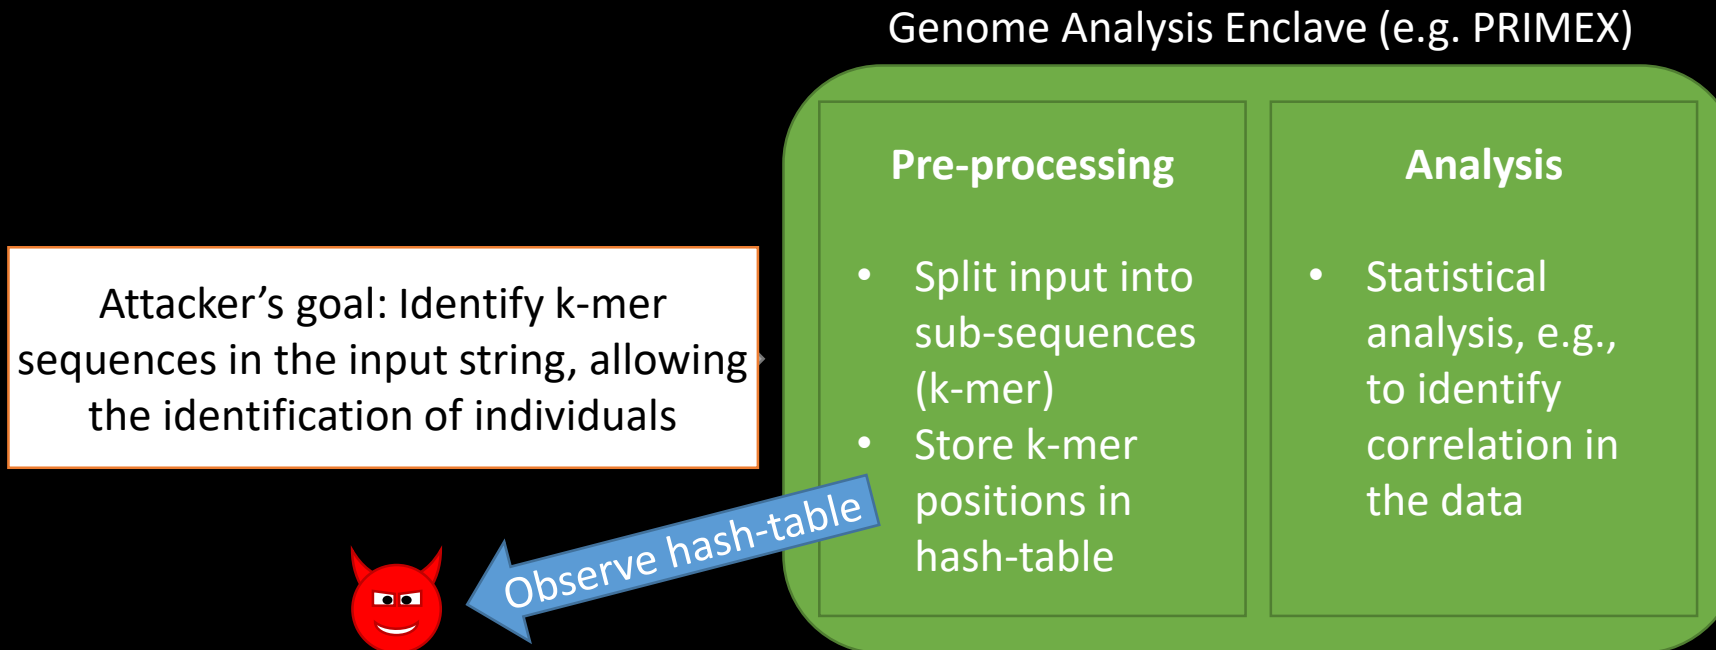 Genome Analysis Enclave (e.g. PRIMEX)
Pre-processing
• Split input into
sub-sequences
(k-mer)
• Store k-mer
positions in
hash-table
Analysis
• Statistical
analysis, e.g.,
to identify
correlation in
the data
Attacker’s goal: Identify k-mer
sequences in the input string, allowing
the identification of individuals
Observe hash-table